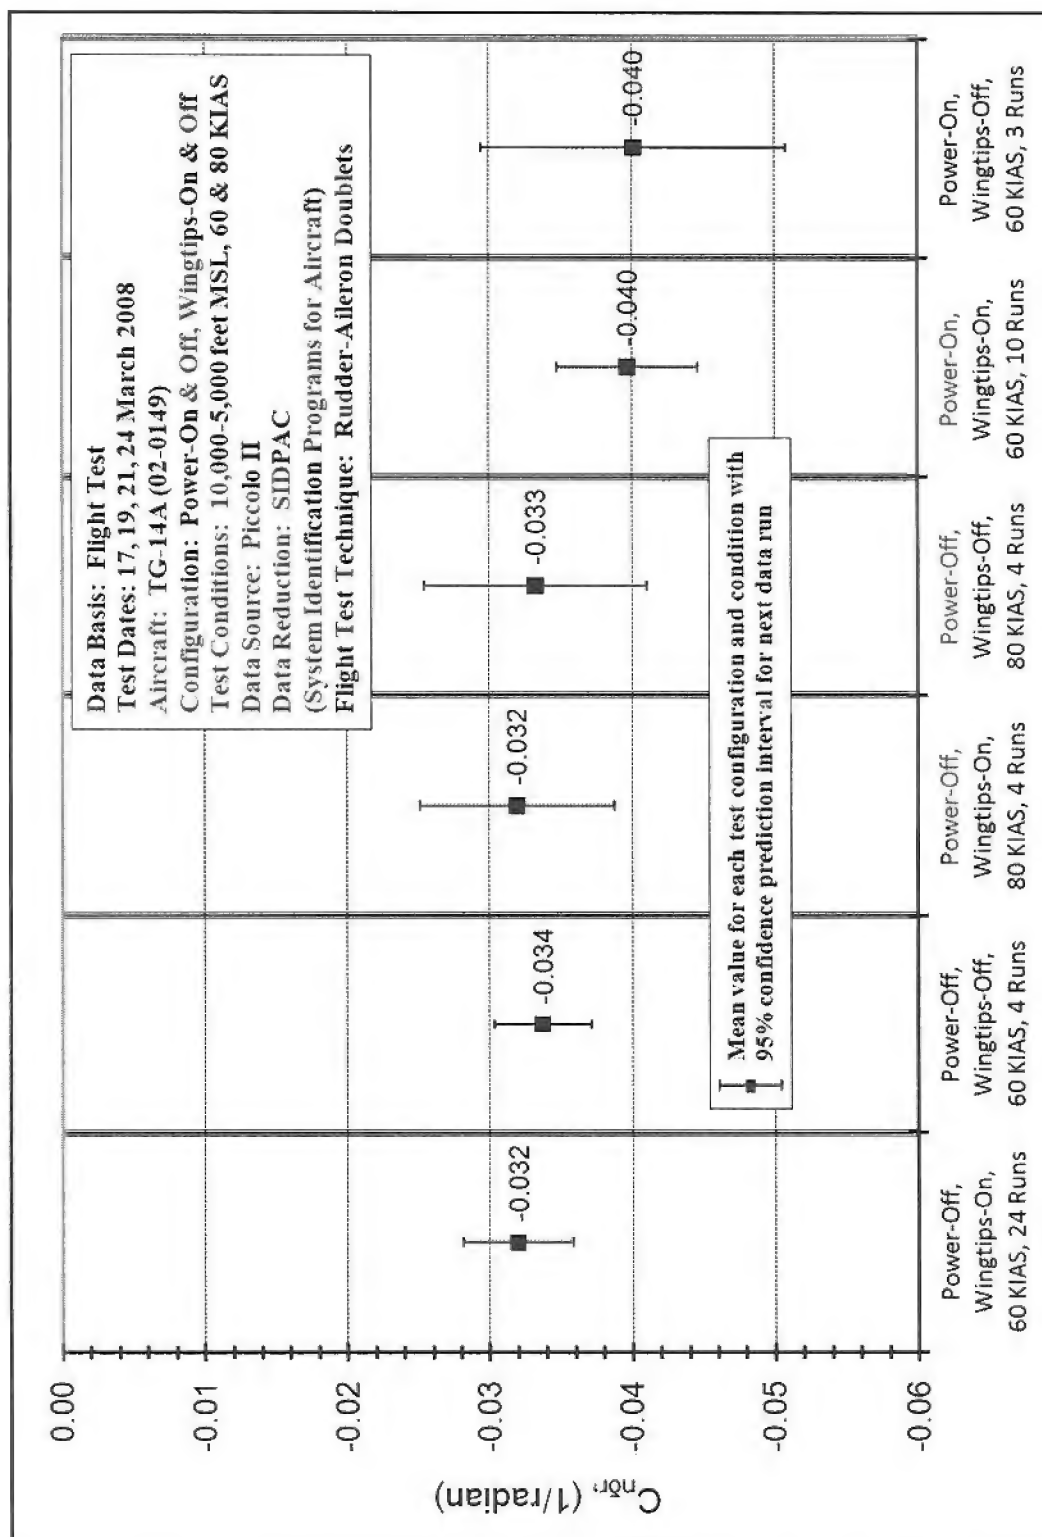 C_nδr, (1/radian)
0.00
-0.01
-0.02
-0.03
-0.04
-0.05
-0.06
Data Basis: Flight Test
Test Dates: 17, 19, 21, 24 March 2008
Aircraft: TG-14A (02-0149)
Configuration: Power-On & Off, Wingtips-On & Off
Test Conditions: 10,000-5,000 feet MSL, 60 & 80 KIAS
Data Source: Piccolo II
Data Reduction: SIDPAC
(System Identification Programs for Aircraft)
Flight Test Technique: Rudder-Aileron Doublets
-0.032
-0.034
-0.032
-0.033
-0.040
-0.040
Mean value for each test configuration and condition with
95% confidence prediction interval for next data run
Power-Off,
Wingtips-On,
60 KIAS, 24 Runs
Power-Off,
Wingtips-Off,
60 KIAS, 4 Runs
Power-Off,
Wingtips-On,
80 KIAS, 4 Runs
Power-Off,
Wingtips-Off,
80 KIAS, 4 Runs
Power-On,
Wingtips-On,
60 KIAS, 10 Runs
Power-On,
Wingtips-Off,
60 KIAS, 3 Runs